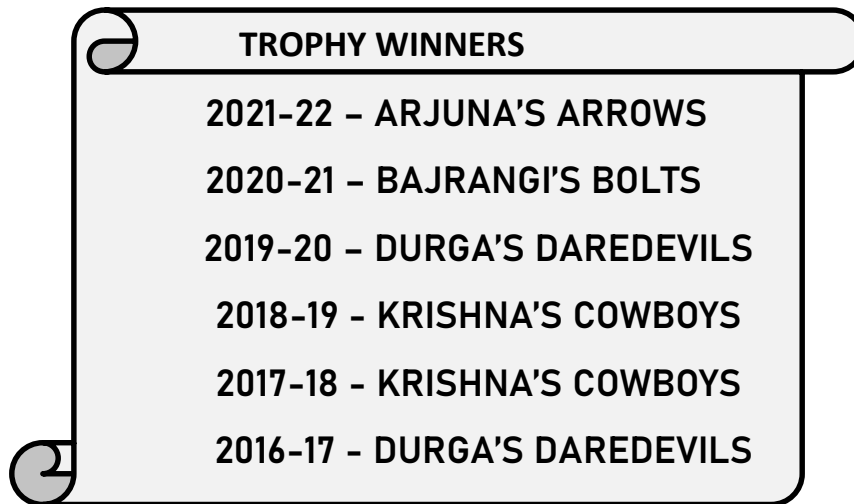 TROPHY WINNERS
2021-22 – ARJUNA'S ARROWS
2020-21 – BAJRANGI'S BOLTS
2019-20 – DURGA'S DAREDEVILS
2018-19 - KRISHNA'S COWBOYS
2017-18 - KRISHNA'S COWBOYS
2016-17 - DURGA'S DAREDEVILS